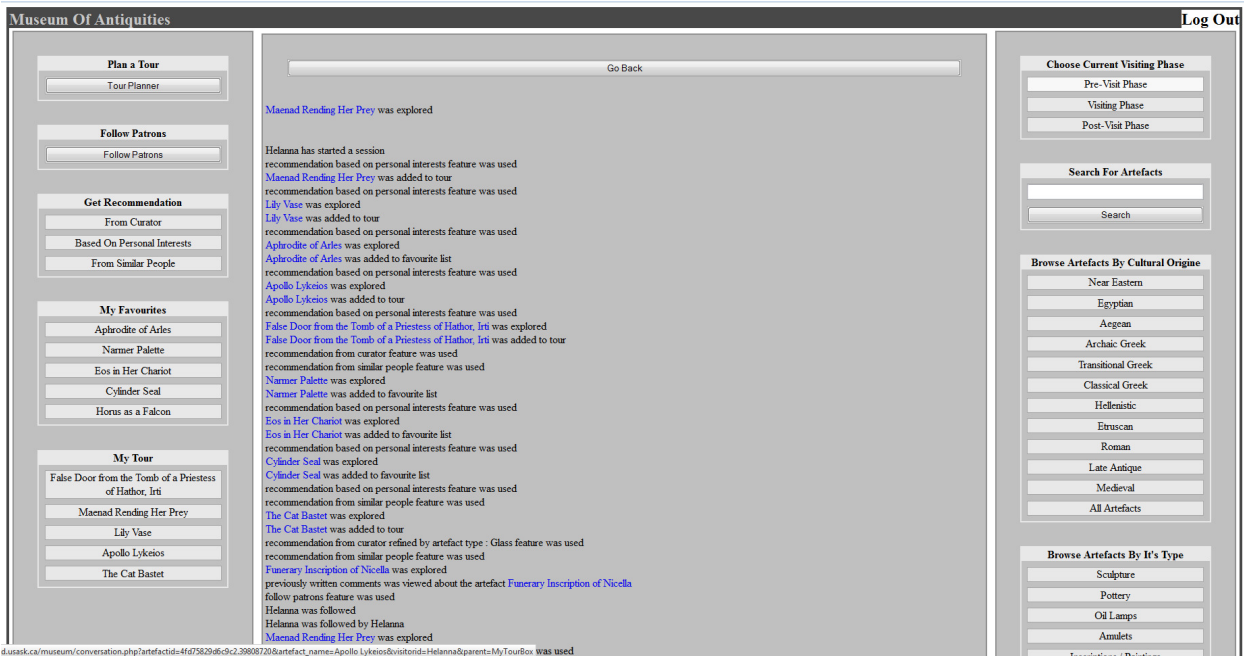 Museum Of Antiquities
Log Out
Plan a Tour
Tour Planner
Follow Patrons
Follow Patrons
Get Recommendation
From Curator
Based On Personal Interests
From Similar People
My Favourites
Aphrodite of Arles
Narmer Palette
Eos in Her Chariot
Cylinder Seal
Horus as a Falcon
My Tour
False Door from the Tomb of a Priestess
of Hathor, Irti
Maenad Rending Her Prey
Lily Vase
Apollo Lykeios
The Cat Bastet
Go Back
Maenad Rending Her Prey was explored
Helanna has started a session
recommendation based on personal interests feature was used
Maenad Rending Her Prey was added to tour
recommendation based on personal interests feature was used
Lily Vase was explored
Lily Vase was added to tour
recommendation based on personal interests feature was used
Aphrodite of Arles was explored
Aphrodite of Arles was added to favourite list
recommendation based on personal interests feature was used
Apollo Lykeios was explored
Apollo Lykeios was added to tour
recommendation based on personal interests feature was used
False Door from the Tomb of a Priestess of Hathor, Irti was explored
False Door from the Tomb of a Priestess of Hathor, Irti was added to tour
recommendation from curator feature was used
recommendation from similar people feature was used
Narmer Palette was explored
Narmer Palette was added to favourite list
recommendation based on personal interests feature was used
Eos in Her Chariot was explored
Eos in Her Chariot was added to favourite list
recommendation based on personal interests feature was used
Cylinder Seal was explored
Cylinder Seal was added to favourite list
recommendation based on personal interests feature was used
recommendation from similar people feature was used
The Cat Bastet was explored
The Cat Bastet was added to tour
recommendation from curator refined by artefact type : Glass feature was used
recommendation from similar people feature was used
Funerary Inscription of Nicella was explored
previously written comments was viewed about the artefact Funerary Inscription of Nicella
follow patrons feature was used
Helanna was followed
Helanna was followed by Helanna
Maenad Rending Her Prey was explored
was used
Choose Current Visiting Phase
Pre-Visit Phase
Visiting Phase
Post-Visit Phase
Search For Artefacts
Search
Browse Artefacts By Cultural Origine
Near Eastern
Egyptian
Aegean
Archaic Greek
Transitional Greek
Classical Greek
Hellenistic
Etruscan
Roman
Late Antique
Medieval
All Artefacts
Browse Artefacts By It's Type
Sculpture
Pottery
Oil Lamps
Amulets
Inscriptions / Paintings
d.usask.ca/museum/conversation.php?artefactid=4fd75829d6c9c2.39808720&artefact_name=Apollo Lykeios&visitorid=Helanna&parent=MyTourBox